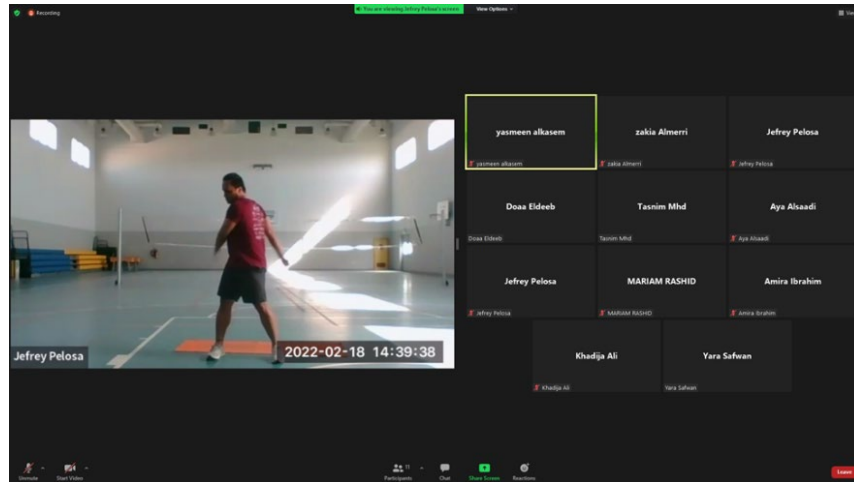 Recording
You are viewing Jefrey Pelosa's screen
View Options
yasmeen alkasem
yasmeen alkasem
zakia Almerri
zakia Almerri
Jefrey Pelosa
Jefrey Pelosa
Doaa Eldeeb
Doaa Eldeeb
Tasnim Mhd
Tasnim Mhd
Aya Alsaadi
Aya Alsaadi
Jefrey Pelosa
Jefrey Pelosa
MARIAM RASHID
MARIAM RASHID
Amira Ibrahim
Amira Ibrahim
Jefrey Pelosa
2022-02-18 14:39:38
Khadija Ali
Khadija Ali
Yara Safwan
Yara Safwan
Unmute
Start Video
Participants
11
Chat
Share Screen
Reactions
Leave